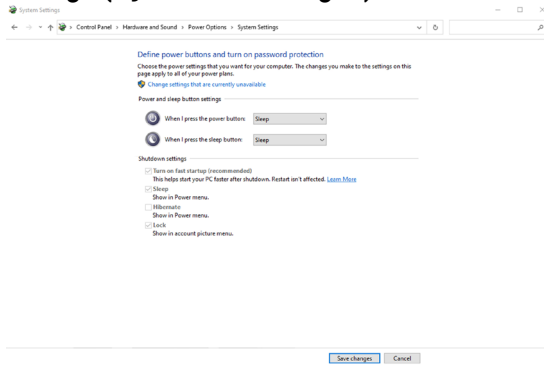 System Settings
Control Panel > Hardware and Sound > Power Options > System Settings
Define power buttons and turn on password protection
Choose the power settings that you want for your computer. The changes you make to the settings on this
page apply to all of your power plans.
Change settings that are currently unavailable
Power and sleep button settings
When I press the power button: Sleep
When I press the sleep button: Sleep
Shutdown settings
Turn on fast startup (recommended)
This helps start your PC faster after shutdown. Restart isn't affected. Learn More
Sleep
Show in Power menu.
Hibernate
Show in Power menu.
Lock
Show in account picture menu.
Save changes Cancel